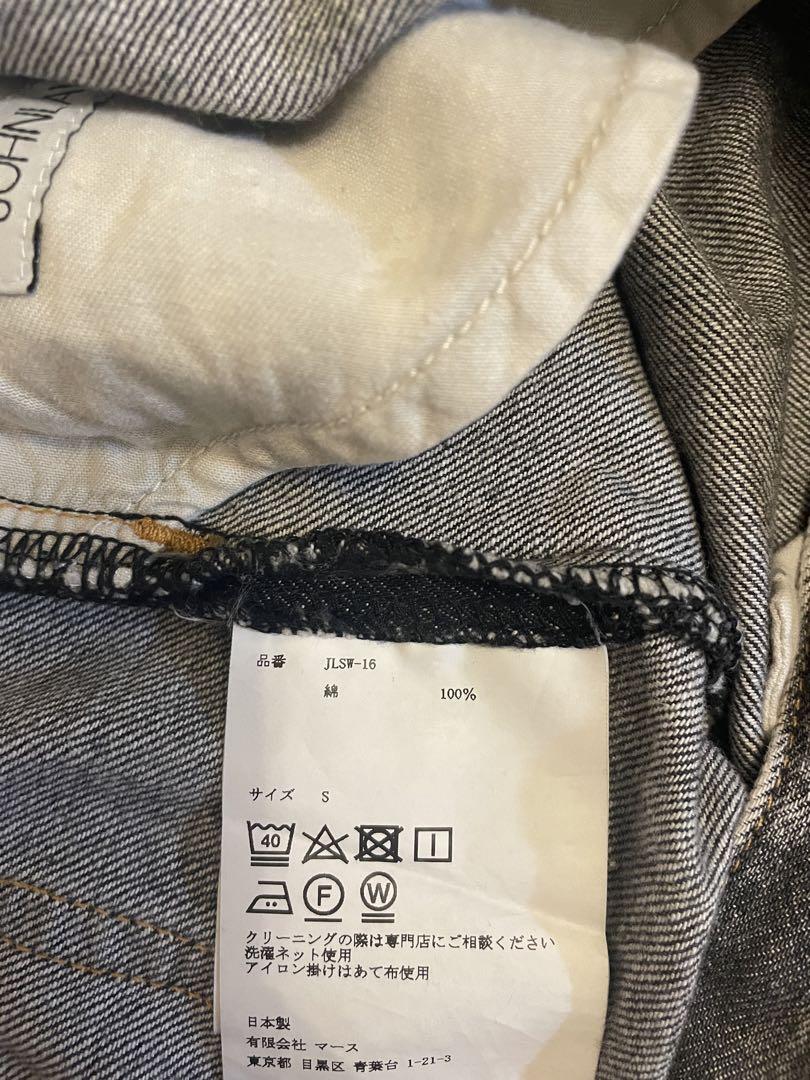 JOHNLA
品番 JLSW-16
綿 100%
サイズ S
40
F W
クリーニングの際は専門店にご相談ください
洗濯ネット使用
アイロン掛けはあて布使用
日本製
有限会社 マース
東京都 目黒区 青葉台 1-21-3